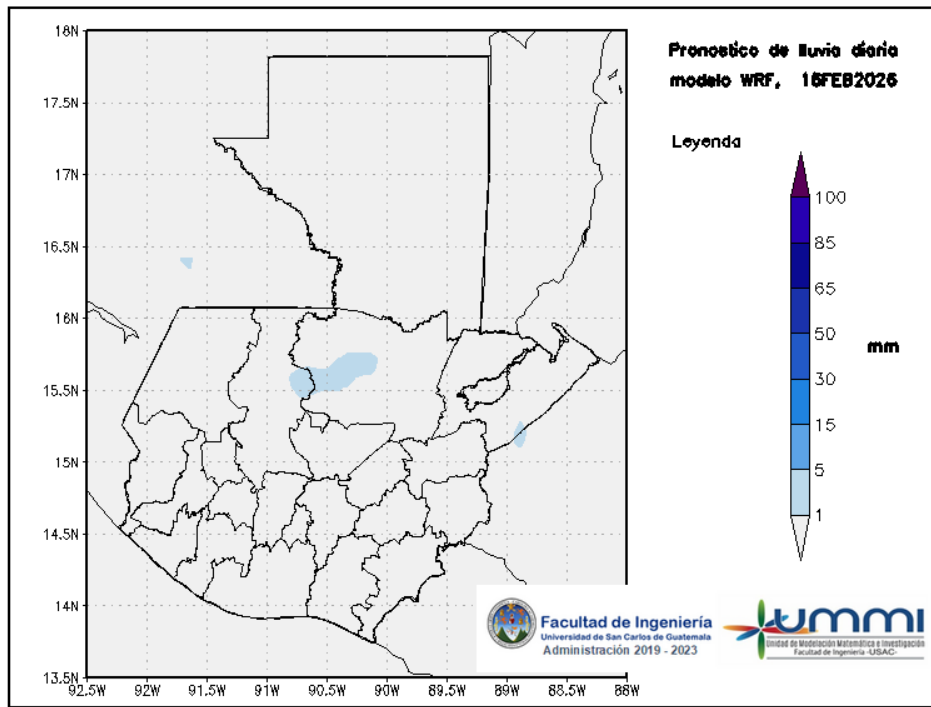 18N
Pronostico de lluvia diaria
modelo WRF, 16FEB2026
17.5N
Leyenda
17N
100
16.5N
85
65
16N
50
mm
30
15.5N
15
15N
5
1
14.5N
14N
Facultad de Ingeniería
Universidad de San Carlos de Guatemala
Administración 2019 - 2023
ummi
Unidad de Modelación Matemática e Investigación
Facultad de Ingeniería -USAC-
13.5N
92.5W 92W 91.5W 91W 90.5W 90W 89.5W 89W 88.5W 88W